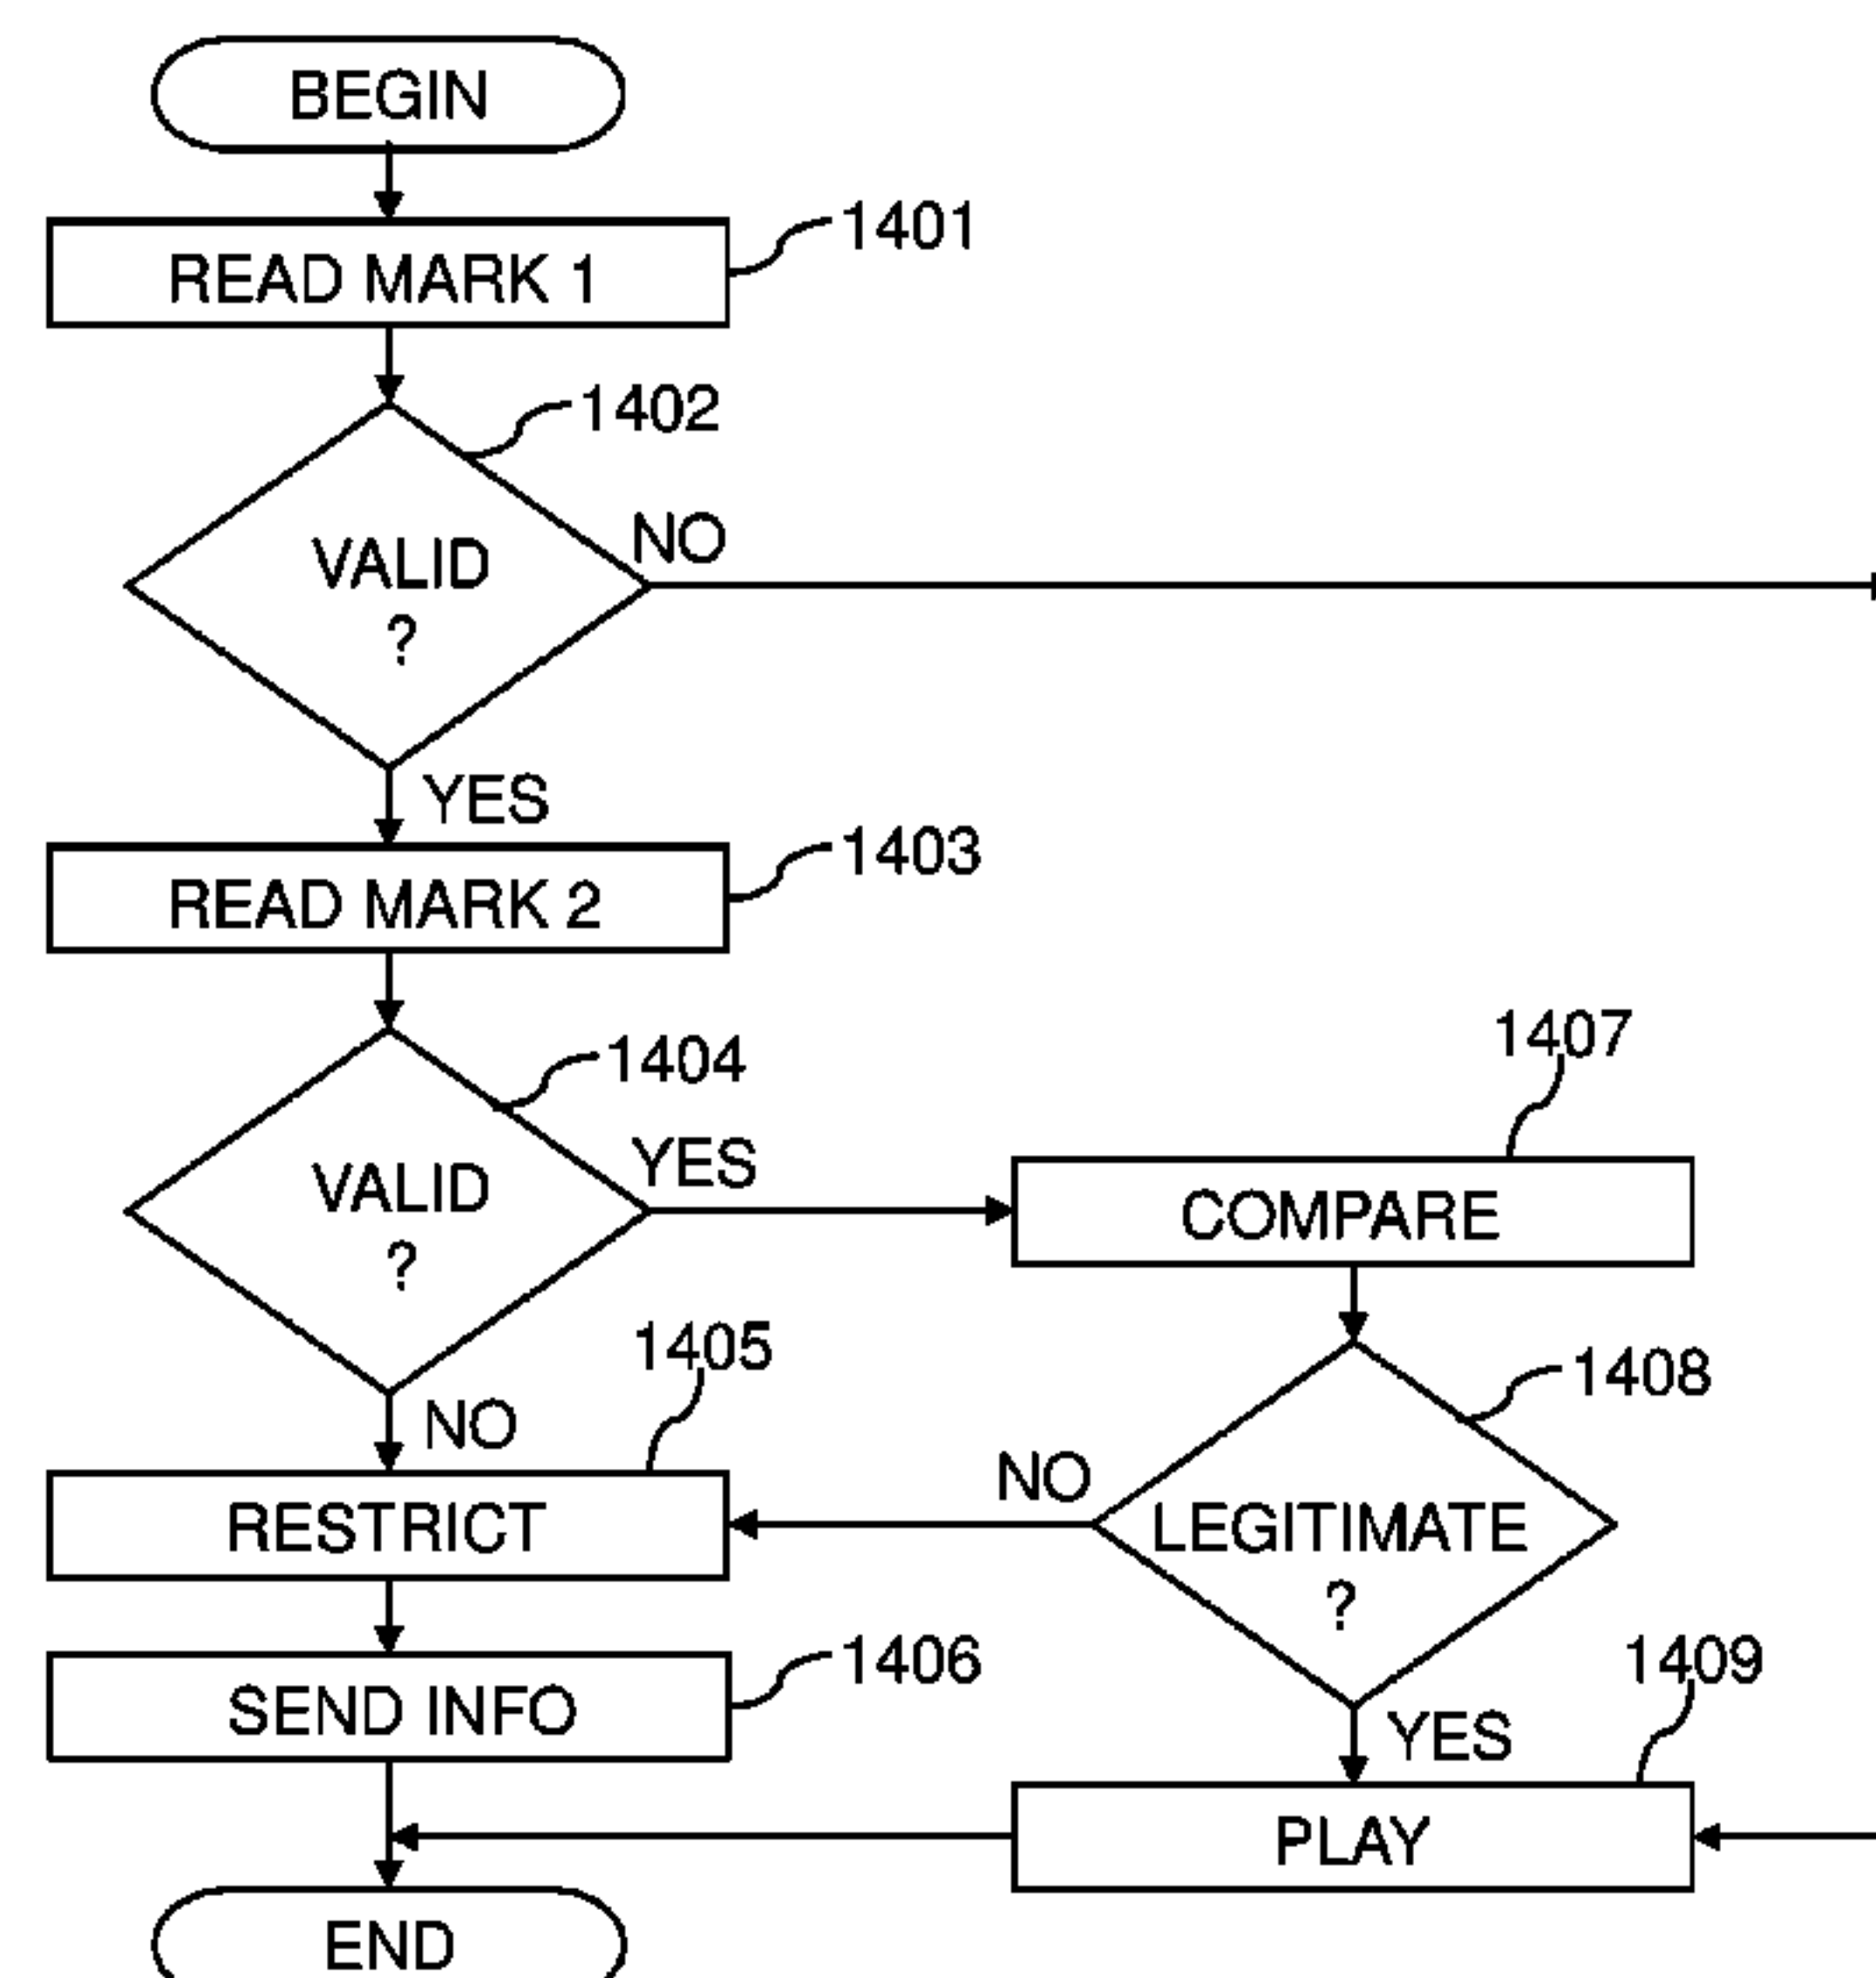 BEGIN
1401
READ MARK 1
1402
NO
VALID
?
YES
1403
READ MARK 2
1404
YES
VALID
?
1407
COMPARE
1405
NO
1408
NO
LEGITIMATE
?
RESTRICT
1406
SEND INFO
1409
YES
PLAY
END